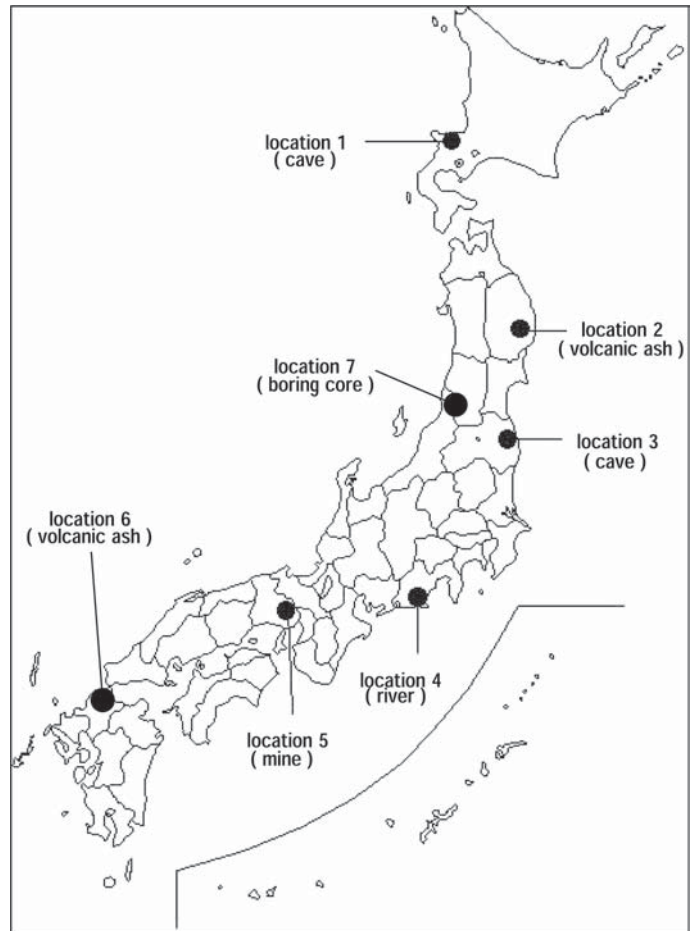 location 1
( cave )
location 2
( volcanic ash )
location 7
( boring core )
location 3
( cave )
location 6
( volcanic ash )
location 4
( river )
location 5
( mine )